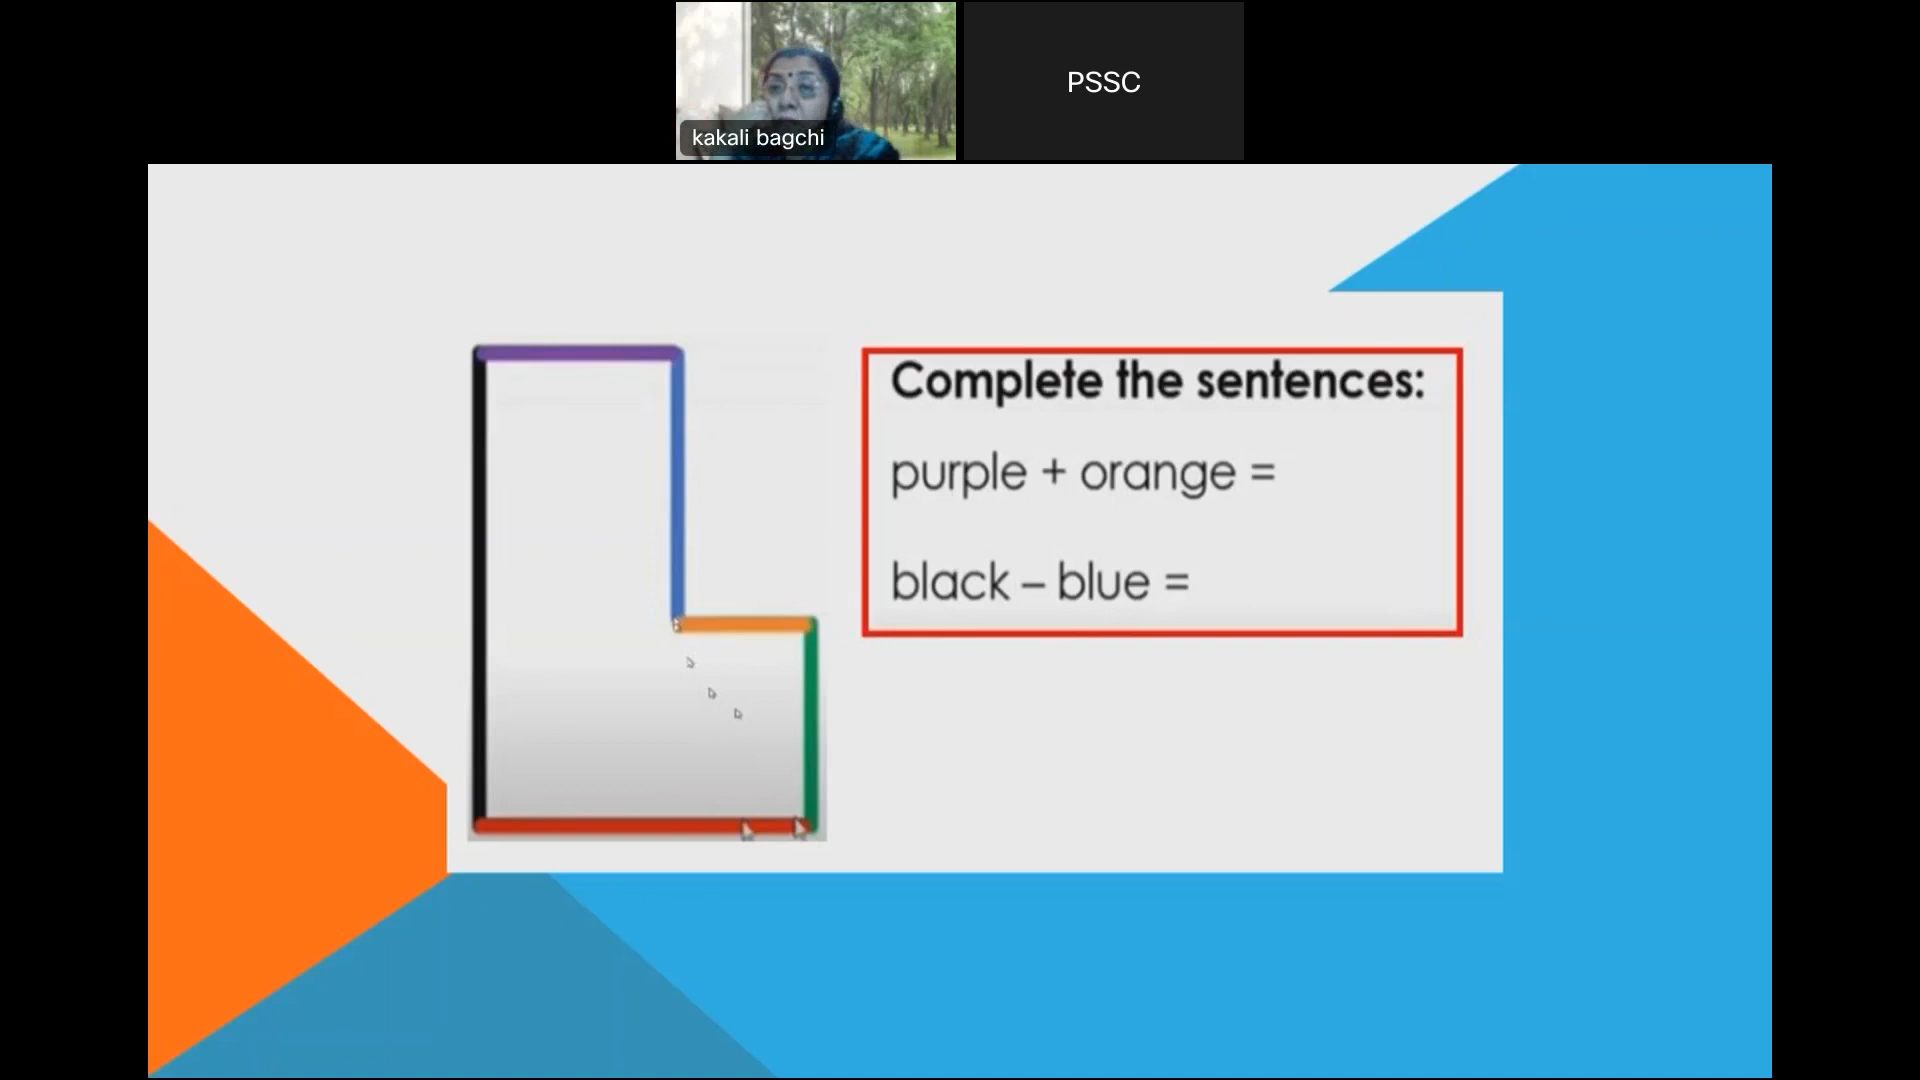 kakali bagchi
PSSC
Complete the sentences:
purple + orange =
black – blue =